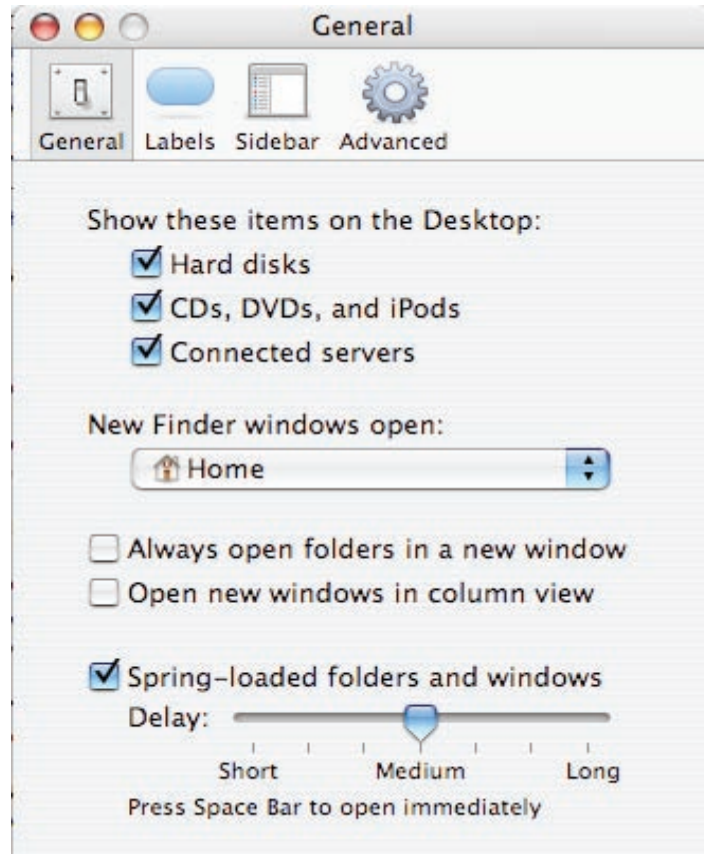 General
General Labels Sidebar Advanced
Show these items on the Desktop:
Hard disks
CDs, DVDs, and iPods
Connected servers
New Finder windows open:
Home
Always open folders in a new window
Open new windows in column view
Spring-loaded folders and windows
Delay:
Short Medium Long
Press Space Bar to open immediately